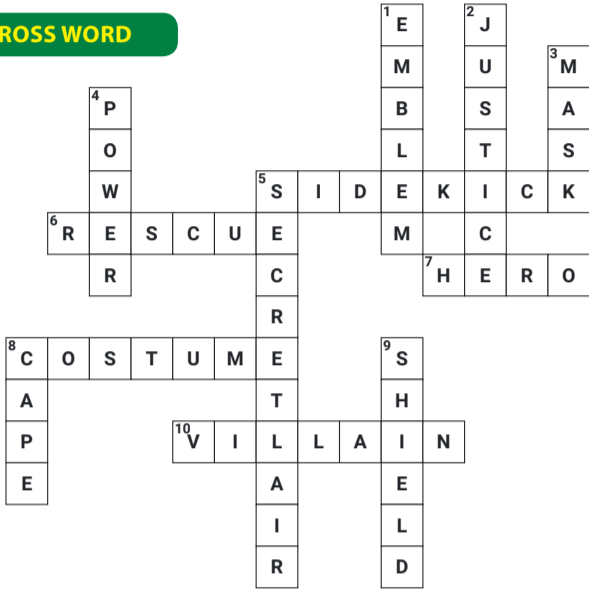 ROSS WORD
1 E 2 J
M U 3 M
4 P B S A
O L T S
W 5 S I D E K I C K
6 R E S C U E M C
R C 7 H E R O
R
8 C O S T U M E 9 S
A T H
P 10 V I L L A I N
E A E
I L
R D